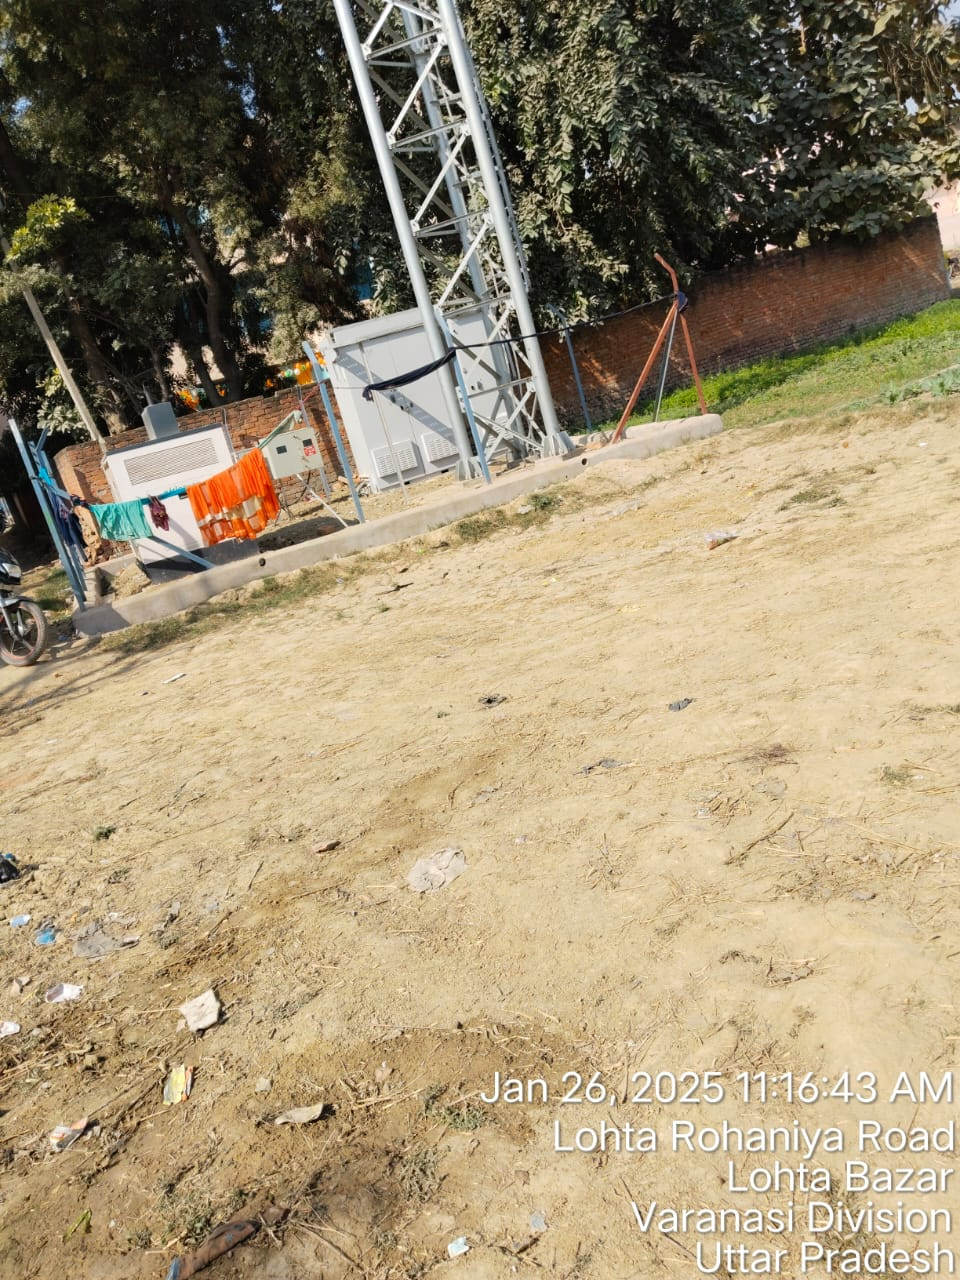 Jan 26, 2025 11:16:43 AM
Lohta Rohaniya Road
Lohta Bazar
Varanasi Division
Uttar Pradesh